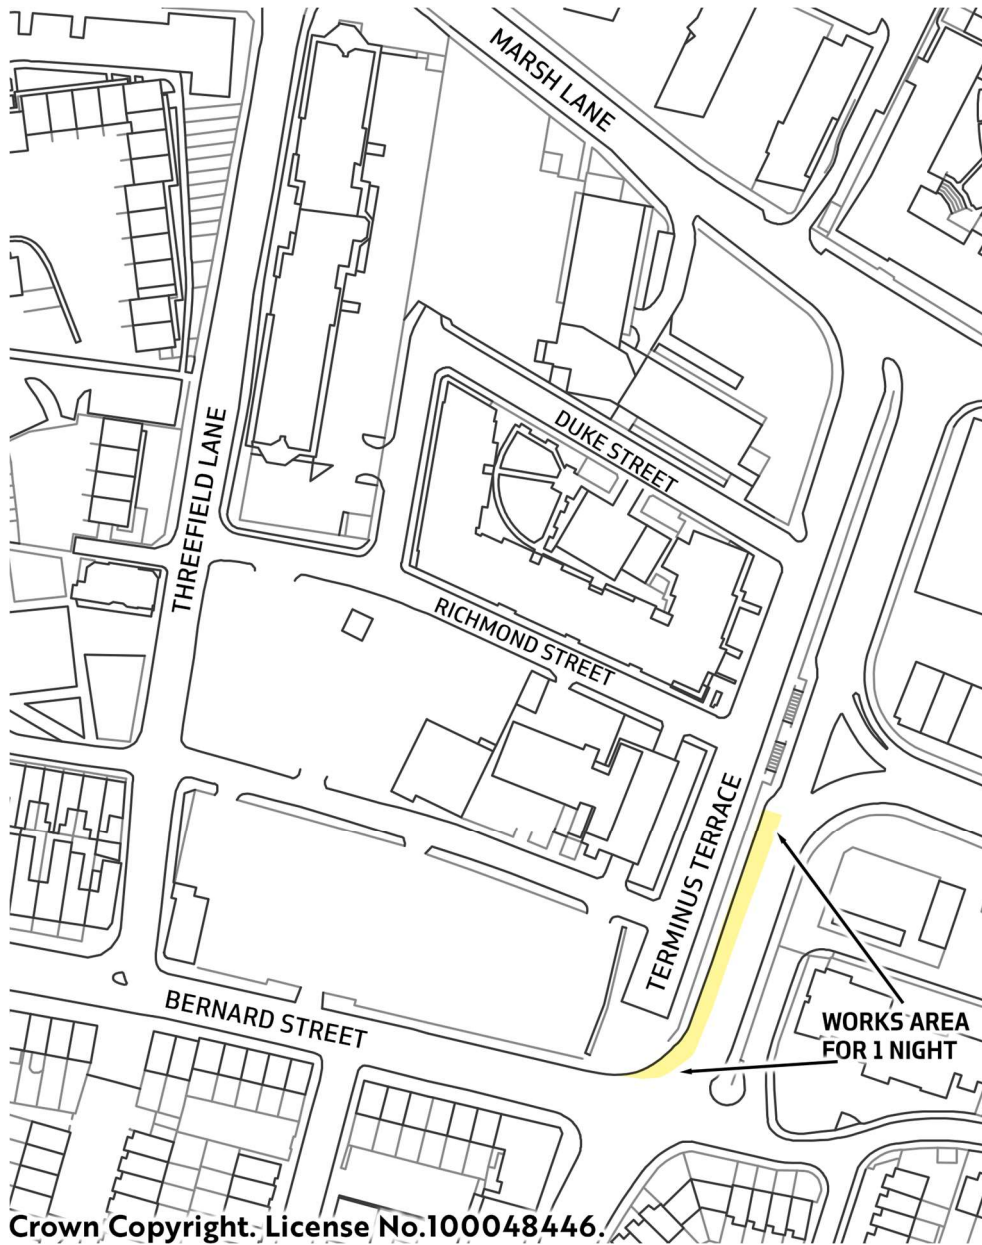 MARSH LANE
DUKE STREET
THREEFIELD LANE
RICHMOND STREET
TERMINUS TERRACE
BERNARD STREET
WORKS AREA
FOR 1 NIGHT
Crown Copyright. License No.100048446.